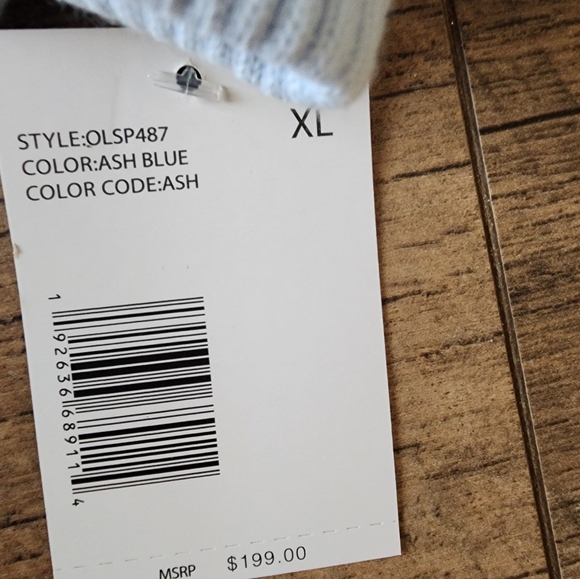 XL
STYLE:OLSP487
COLOR:ASH BLUE
COLOR CODE:ASH
1 92636 68911 4
MSRP $199.00